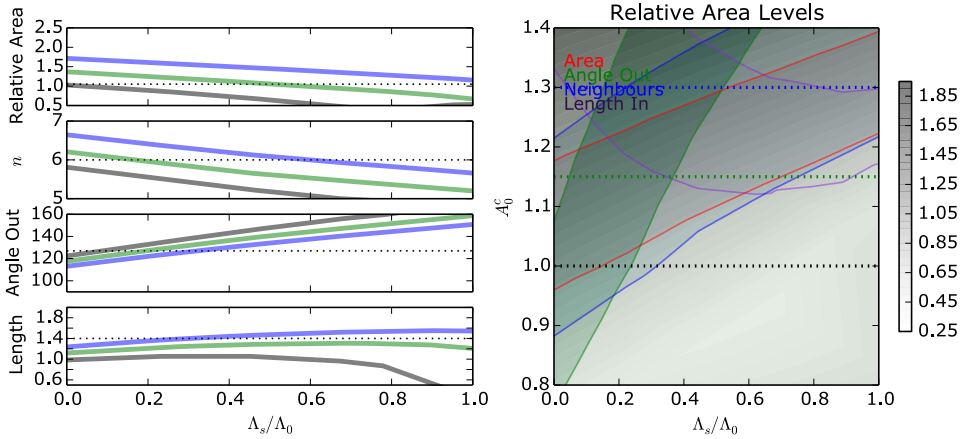 Relative Area
2.5
2.0
1.5
1.0
0.5
n
7
6
5
Angle Out
160
140
120
100
Length
1.8
1.4
1.0
0.6
0.0 0.2 0.4 0.6 0.8 1.0
Λ_s/Λ_0
Relative Area Levels
Area
Angle Out
Neighbours
Length In
A_0^c
1.4
1.3
1.2
1.1
1.0
0.9
0.8
0.0 0.2 0.4 0.6 0.8 1.0
Λ_s/Λ_0
1.85
1.65
1.45
1.25
1.05
0.85
0.65
0.45
0.25